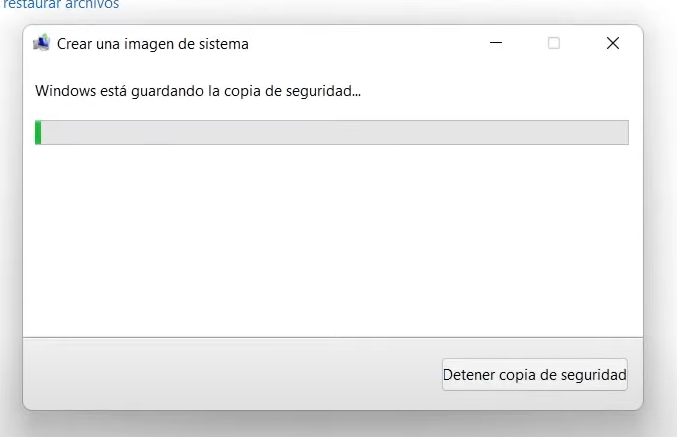 restaurar archivos
Crear una imagen de sistema
Windows está guardando la copia de seguridad...
Detener copia de seguridad